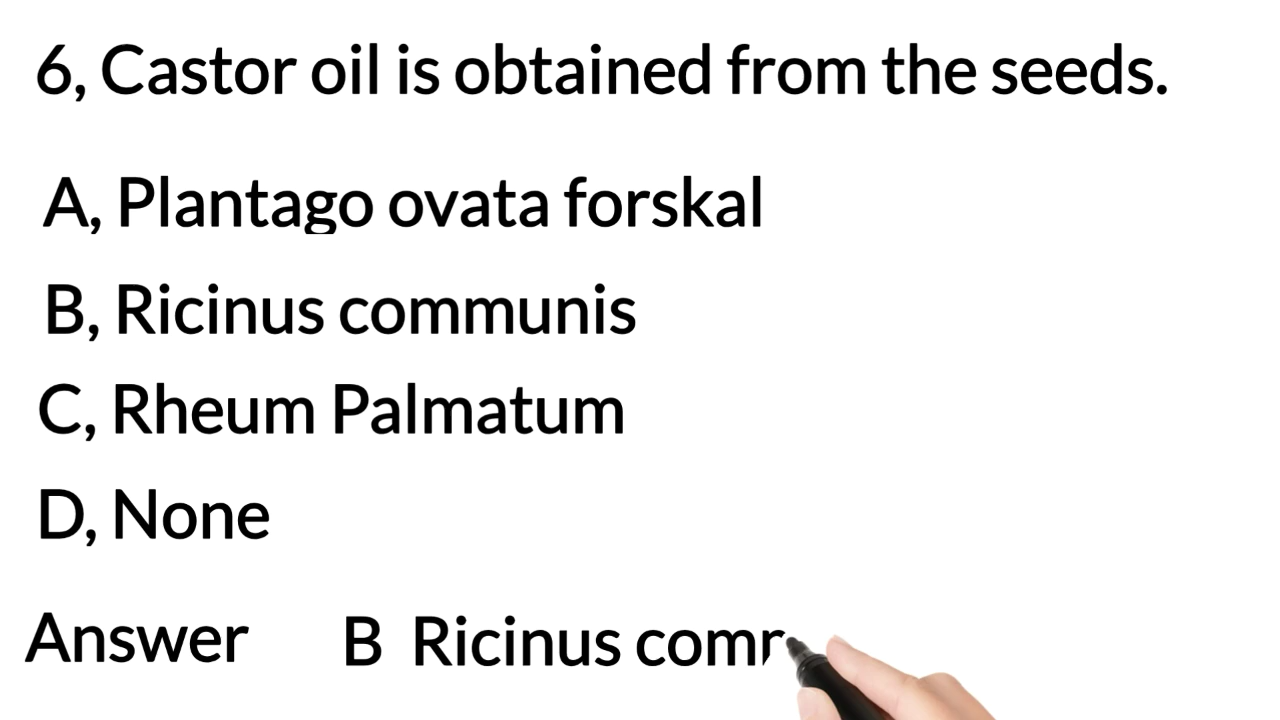 6, Castor oil is obtained from the seeds.
A, Plantago ovata forskal
B, Ricinus communis
C, Rheum Palmatum
D, None
Answer B Ricinus